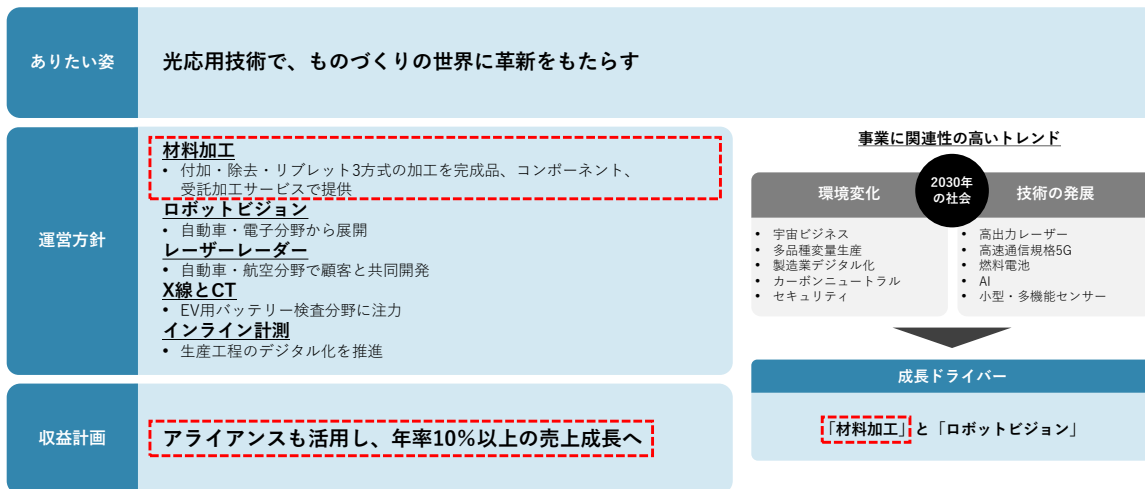 ありたい姿
光応用技術で、ものづくりの世界に革新をもたらす
運営方針
材料加工
• 付加・除去・リブレット3方式の加工を完成品、コンポーネント、
受託加工サービスで提供
ロボットビジョン
• 自動車・電子分野から展開
レーザーレーダー
• 自動車・航空分野で顧客と共同開発
X線とCT
• EV用バッテリー検査分野に注力
インライン計測
• 生産工程のデジタル化を推進
収益計画
アライアンスも活用し、年率10%以上の売上成長へ
事業に関連性の高いトレンド
2030年
の社会
環境変化
• 宇宙ビジネス
• 多品種変量生産
• 製造業デジタル化
• カーボンニュートラル
• セキュリティ
技術の発展
• 高出力レーザー
• 高速通信規格5G
• 燃料電池
• AI
• 小型・多機能センサー
成長ドライバー
「材料加工」と「ロボットビジョン」